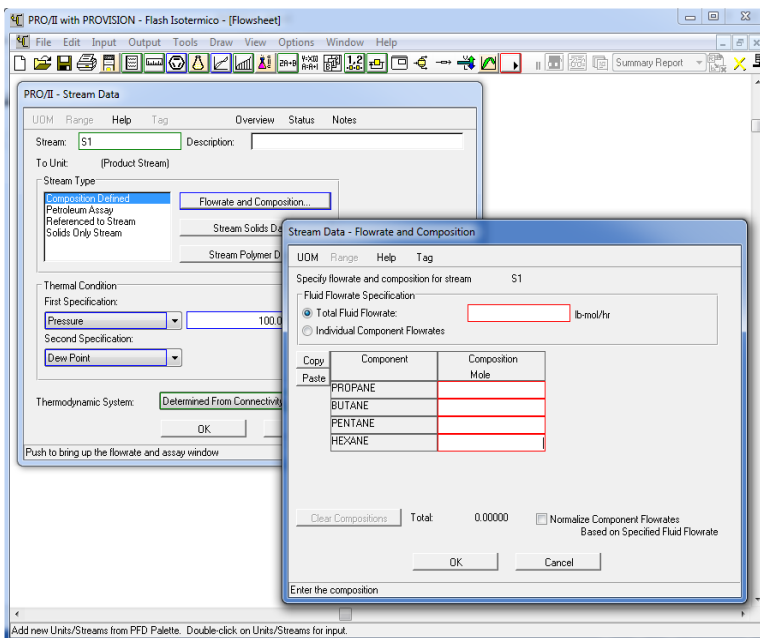 PRO/II with PROVISION - Flash Isotermico - [Flowsheet]
File Edit Input Output Tools Draw View Options Window Help
Summary Report
PRO/II - Stream Data
UOM Range Help Tag Overview Status Notes
Stream: S1 Description:
To Unit: (Product Stream)
Stream Type
Composition Defined
Petroleum Assay
Referenced to Stream
Solids Only Stream
Flowrate and Composition...
Stream Solids Da
Stream Polymer D
Thermal Condition
First Specification:
Pressure 100.0
Second Specification:
Dew Point
Thermodynamic System: Determined From Connectivity
OK
Push to bring up the flowrate and assay window
Stream Data - Flowrate and Composition
UOM Range Help Tag
Specify flowrate and composition for stream S1
Fluid Flowrate Specification
Total Fluid Flowrate: lb-mol/hr
Individual Component Flowrates
Copy
Paste
Component Composition
Mole
PROPANE
BUTANE
PENTANE
HEXANE
Clear Compositions Total: 0.00000 Normalize Component Flowrates
Based on Specified Fluid Flowrate
OK Cancel
Enter the composition
Add new Units/Streams from PFD Palette. Double-click on Units/Streams for input.